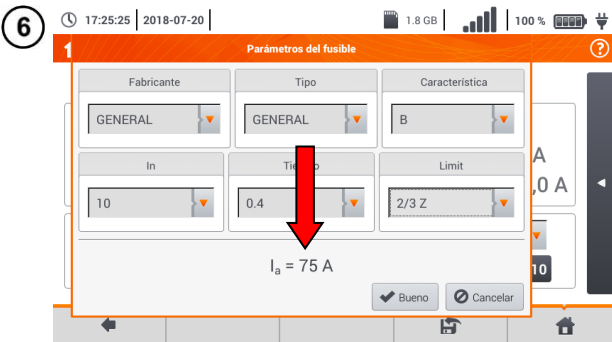 6
17:25:25 2018-07-20 1.8 GB 100 %
1 Parámetros del fusible ?
Fabricante Tipo Característica
GENERAL GENERAL B
In Limit
10 0.4 2/3 Z
A
,0 A
10
Ia = 75 A
Bueno Cancelar